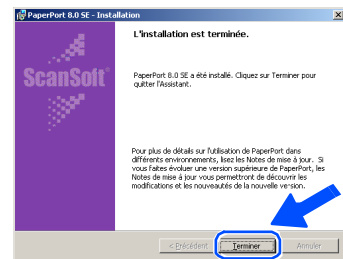 PaperPort 8.0 SE - Installation
L'installation est terminée.
ScanSoft
PaperPort 8.0 SE a été installé. Cliquez sur Terminer pour
quitter l'Assistant.
Pour plus de détails sur l'utilisation de PaperPort dans
différents environnements, lisez les Notes de mise à jour. Si
vous faites évoluer une version supérieure de PaperPort, les
Notes de mise à jour vous permettront de découvrir les
modifications et les nouveautés de la nouvelle version.
< Précédent Terminer Annuler